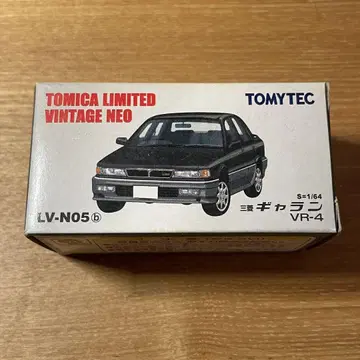 TOMICA LIMITED
VINTAGE NEO
TOMYTEC
LV-N05ⓑ
S=1/64
三菱 ギャラン
VR-4